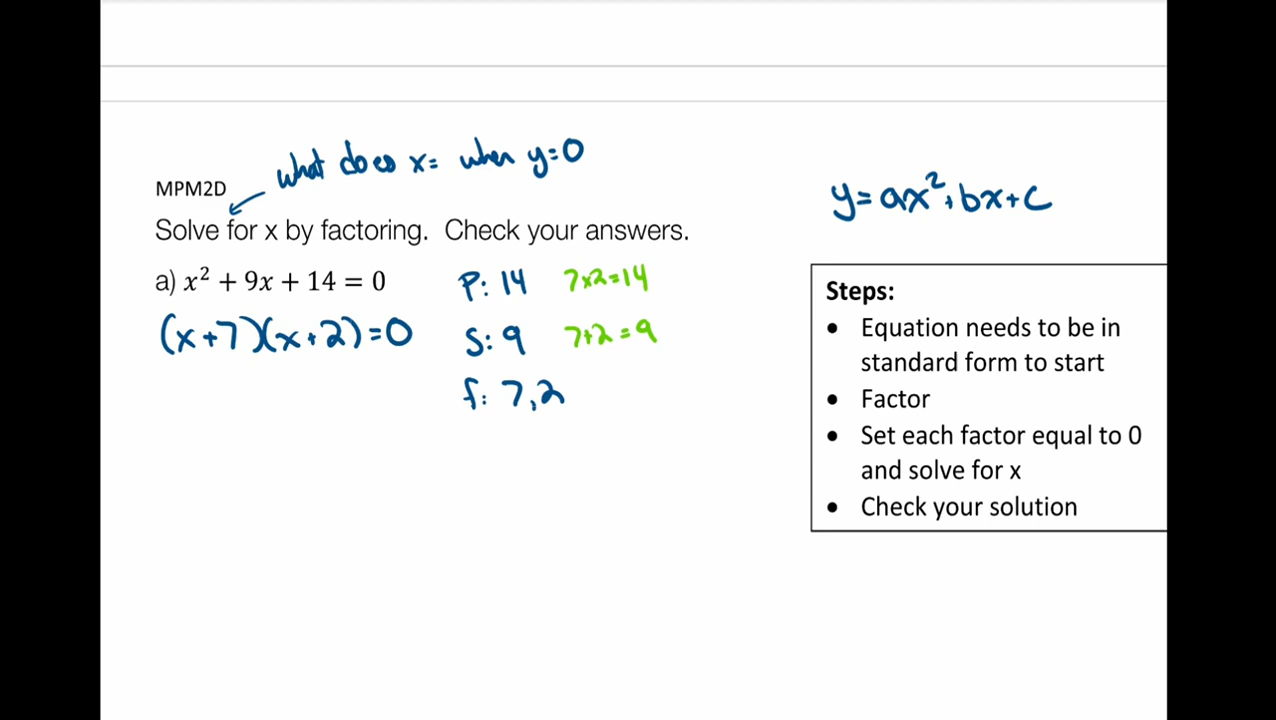 what does x= when y=0
MPM2D
Solve for x by factoring. Check your answers.
a) x² + 9x + 14 = 0
(x+7)(x+2)=0
P: 14 7x2=14
S: 9 7+2=9
f: 7,2
y=ax²+bx+c
Steps:
• Equation needs to be in
standard form to start
• Factor
• Set each factor equal to 0
and solve for x
• Check your solution